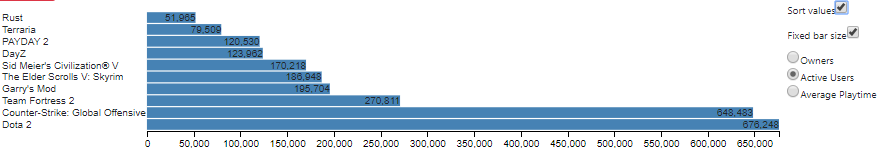 Rust 51,965
Terraria 79,509
PAYDAY 2 120,530
DayZ 123,962
Sid Meier's Civilization® V 170,218
The Elder Scrolls V: Skyrim 186,948
Garry's Mod 195,704
Team Fortress 2 270,811
Counter-Strike: Global Offensive 648,483
Dota 2 676,248
0 50,000 100,000 150,000 200,000 250,000 300,000 350,000 400,000 450,000 500,000 550,000 600,000 650,000
Sort values
Fixed bar size
Owners
Active Users
Average Playtime